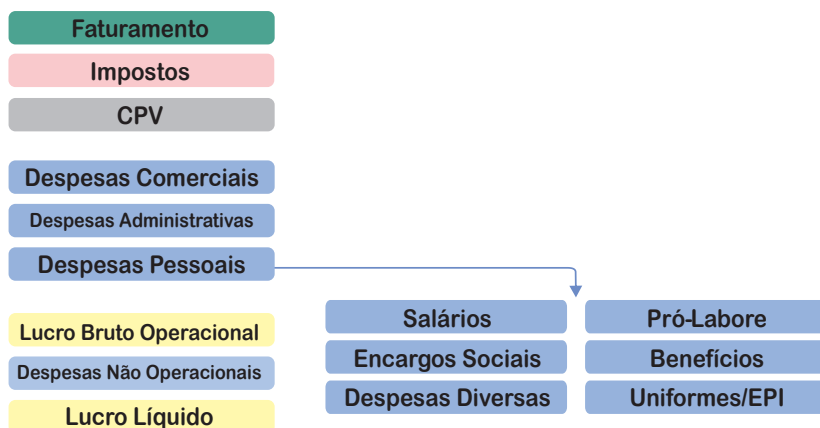 Faturamento
Impostos
CPV
Despesas Comerciais
Despesas Administrativas
Despesas Pessoais
Lucro Bruto Operacional
Despesas Não Operacionais
Lucro Líquido
Salários
Pró-Labore
Encargos Sociais
Benefícios
Despesas Diversas
Uniformes/EPI